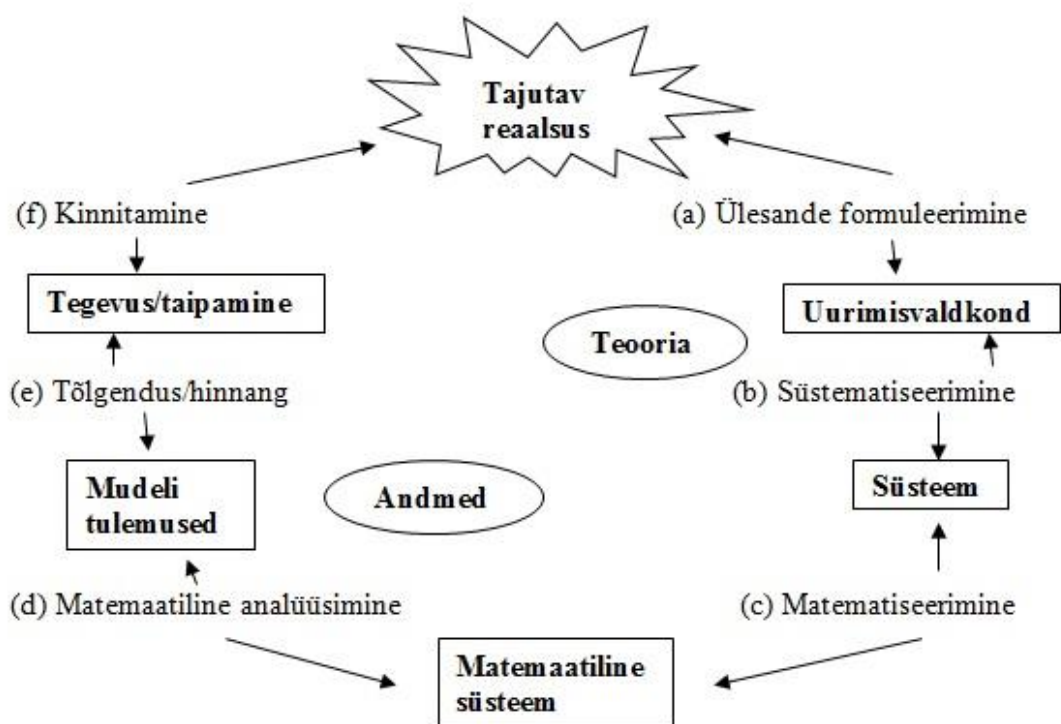 Tajutav
reaalsus
(f) Kinnitamine
(a) Ülesande formuleerimine
Tegevus/taipamine
Uurimisvaldkond
Teooria
(e) Tõlgendus/hinnang
(b) Süstematiseerimine
Mudeli
tulemused
Andmed
Süsteem
(d) Matemaatiline analüüsimine
(c) Matematiseerimine
Matemaatiline
süsteem